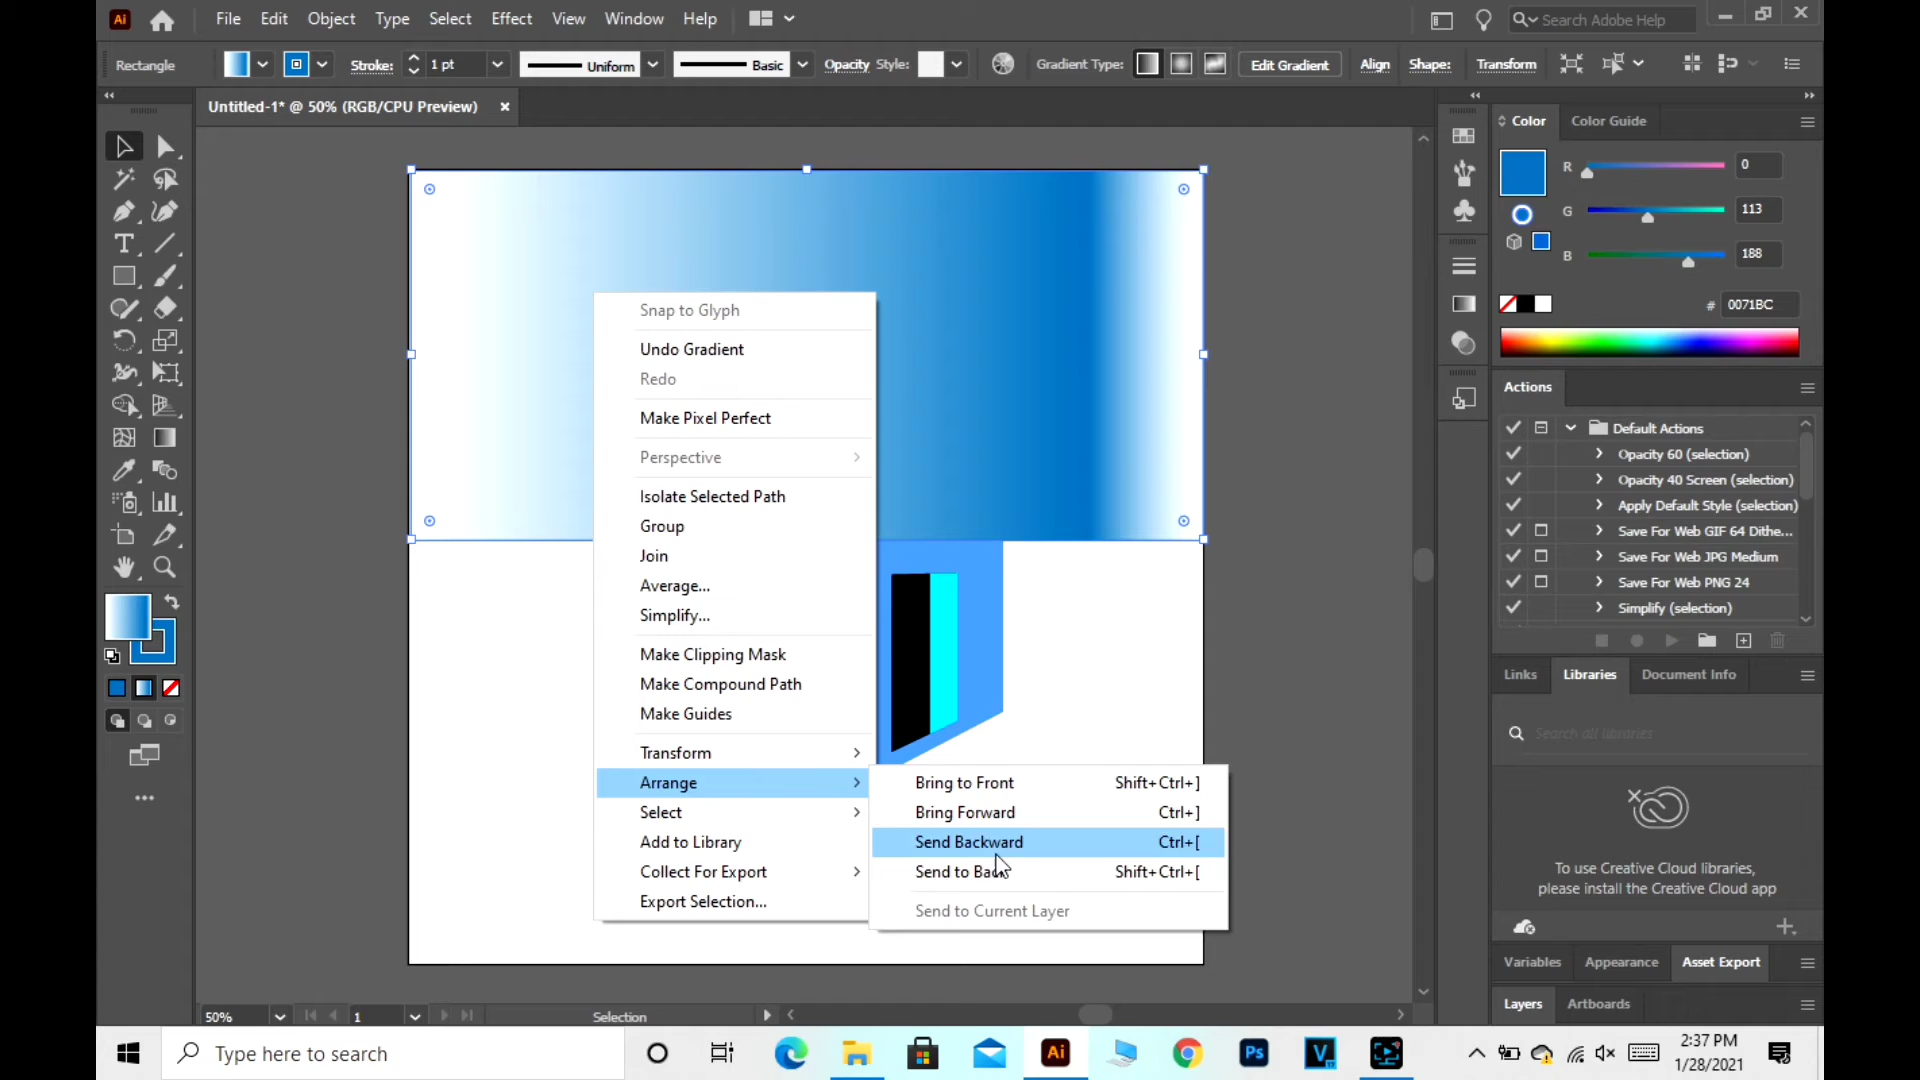 Ai File Edit Object Type Select Effect View Window Help Search Adobe Help
Rectangle Stroke: 1 pt Uniform Basic Opacity Style: Gradient Type: Edit Gradient Align Shape: Transform
Untitled-1* @ 50% (RGB/CPU Preview)
Color Color Guide
R 0
G 113
B 188
# 0071BC
Snap to Glyph
Undo Gradient
Redo
Make Pixel Perfect
Perspective
Isolate Selected Path
Group
Join
Average...
Simplify...
Make Clipping Mask
Make Compound Path
Make Guides
Transform
Arrange
Select
Add to Library
Collect For Export
Export Selection...
Bring to Front Shift+Ctrl+]
Bring Forward Ctrl+]
Send Backward Ctrl+[
Send to Back Shift+Ctrl+[
Send to Current Layer
Actions
Default Actions
Opacity 60 (selection)
Opacity 40 Screen (selection)
Apply Default Style (selection)
Save For Web GIF 64 Dithe...
Save For Web JPG Medium
Save For Web PNG 24
Simplify (selection)
Links Libraries Document Info
Search all libraries
To use Creative Cloud libraries,
please install the Creative Cloud app
Variables Appearance Asset Export
Layers Artboards
50% 1 Selection
Type here to search
Ai Ps V
2:37 PM
1/28/2021